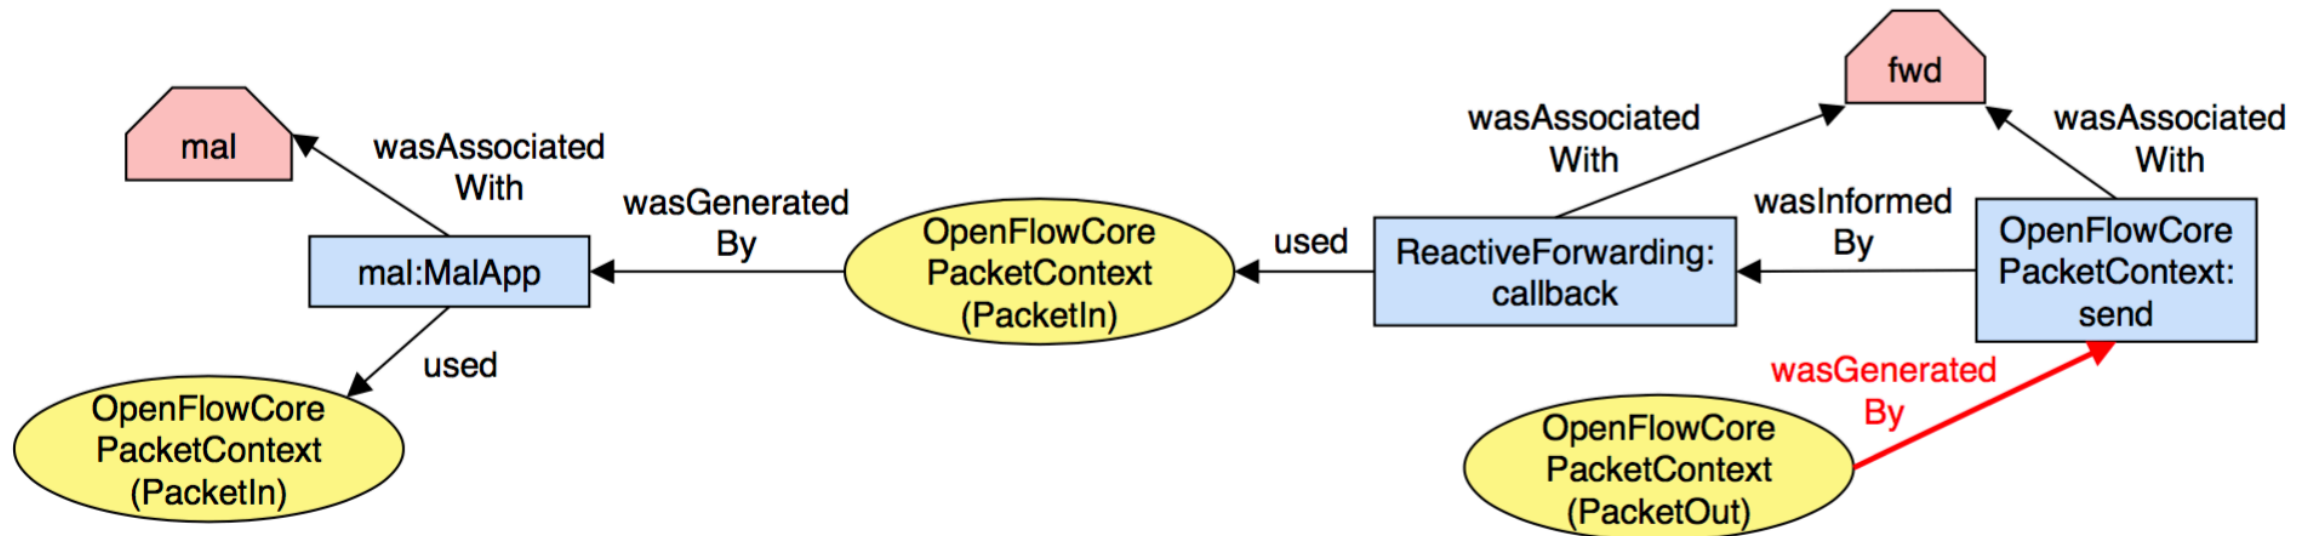 mal
wasAssociated
With
mal:MalApp
used
OpenFlowCore
PacketContext
(PacketIn)
wasGenerated
By
OpenFlowCore
PacketContext
(PacketIn)
used
ReactiveForwarding:
callback
wasAssociated
With
fwd
wasAssociated
With
wasInformed
By
OpenFlowCore
PacketContext:
send
wasGenerated
By
OpenFlowCore
PacketContext
(PacketOut)